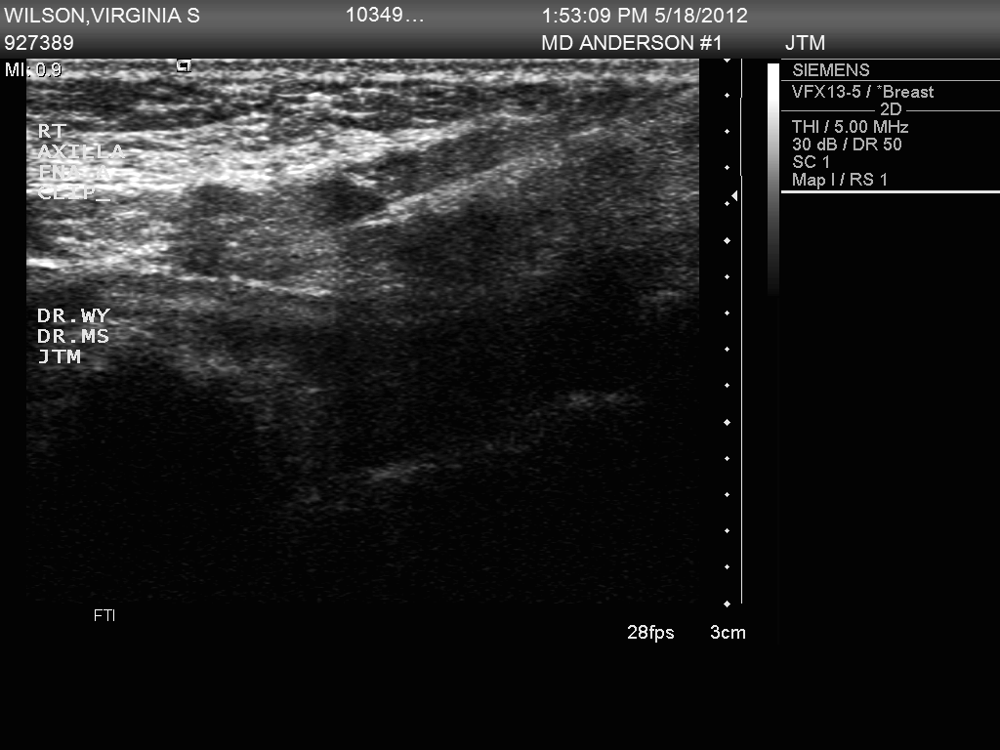 WILSON,VIRGINIA S 10349... 1:53:09 PM 5/18/2012
927389 MD ANDERSON #1 JTM
MI: 0.9
SIEMENS
VFX13-5 / *Breast
2D
THI / 5.00 MHz
30 dB / DR 50
SC 1
Map I / RS 1
RT
AXILLA
CLIP_
DR.WY
DR.MS
JTM
FTI
28fps 3cm